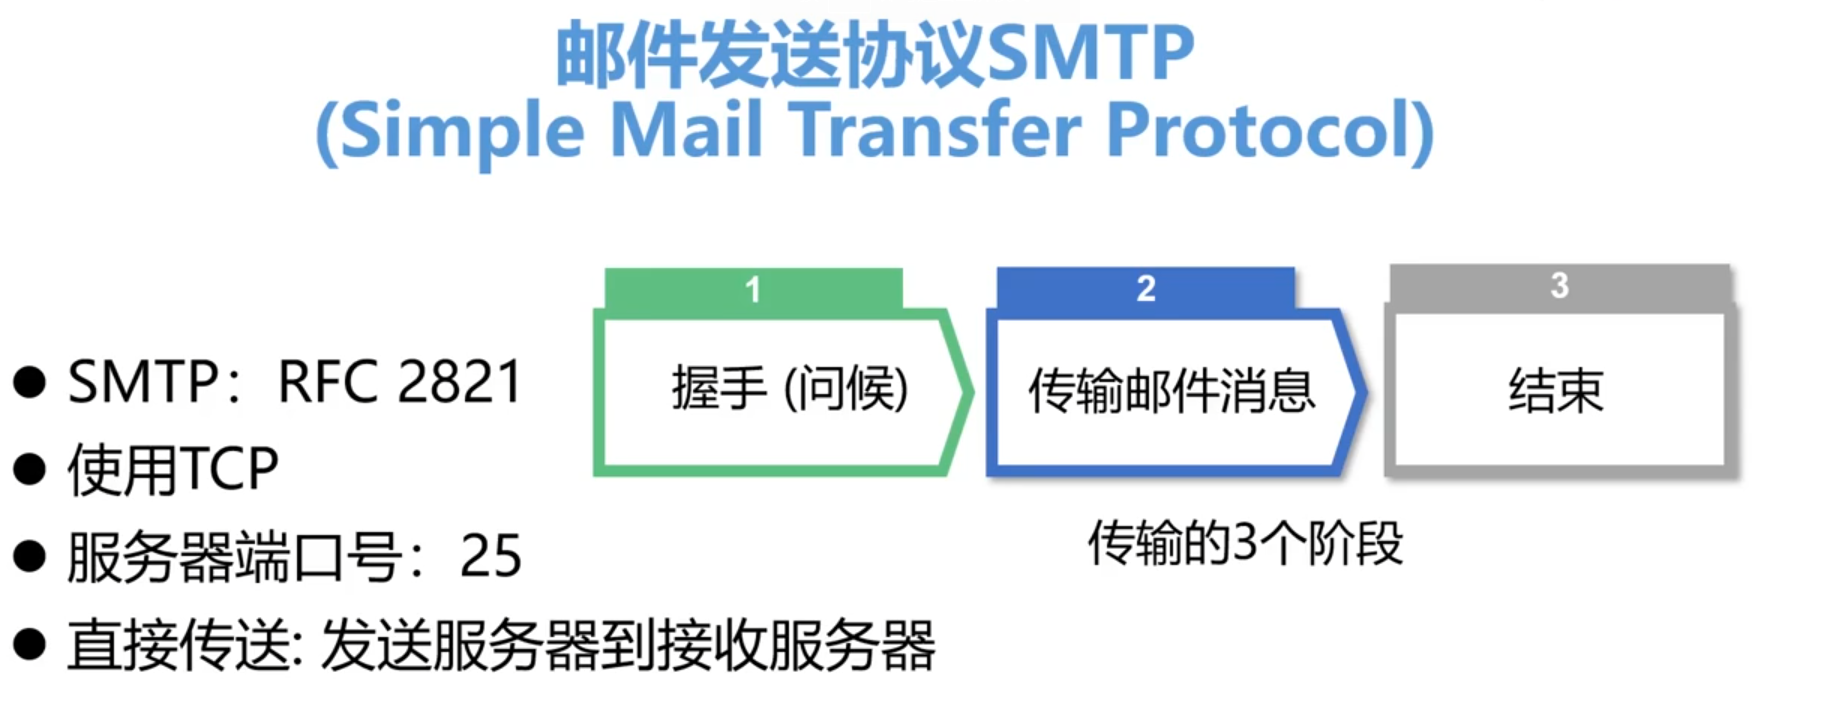 邮件发送协议SMTP
(Simple Mail Transfer Protocol)
● SMTP：RFC 2821
● 使用TCP
● 服务器端口号：25
● 直接传送: 发送服务器到接收服务器
1
握手 (问候)
2
传输邮件消息
3
结束
传输的3个阶段